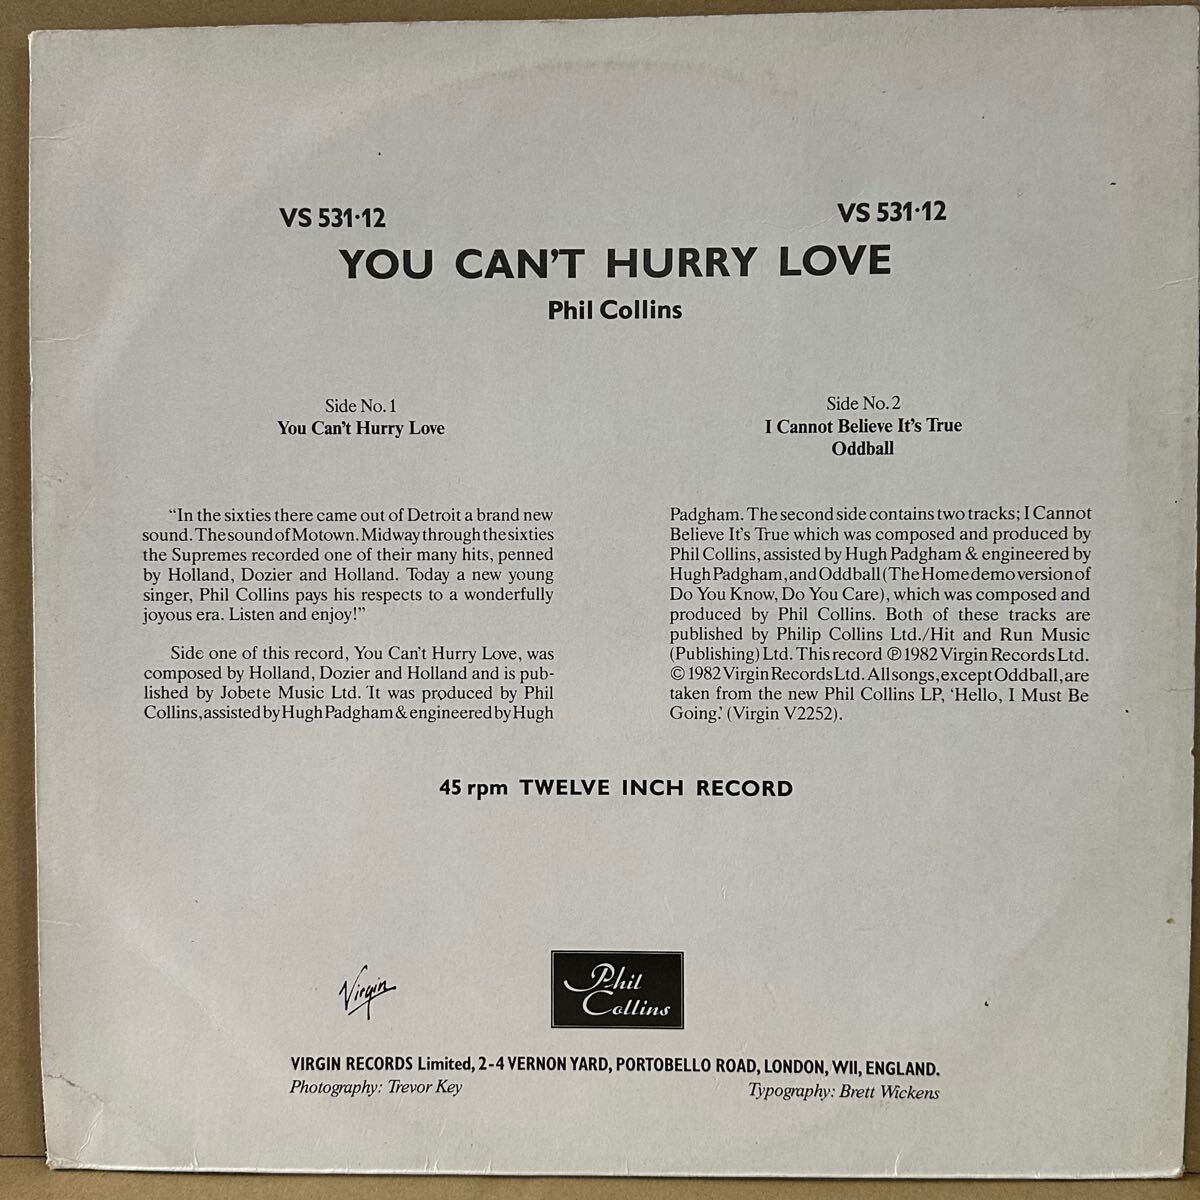 VS 531·12
VS 531·12
YOU CAN'T HURRY LOVE
Phil Collins
Side No. 1
You Can't Hurry Love
Side No. 2
I Cannot Believe It's True
Oddball
“In the sixties there came out of Detroit a brand new
sound. The sound of Motown. Midway through the sixties
the Supremes recorded one of their many hits, penned
by Holland, Dozier and Holland. Today a new young
singer, Phil Collins pays his respects to a wonderfully
joyous era. Listen and enjoy!”
Side one of this record, You Can't Hurry Love, was
composed by Holland, Dozier and Holland and is pub-
lished by Jobete Music Ltd. It was produced by Phil
Collins, assisted by Hugh Padgham & engineered by Hugh
Padgham. The second side contains two tracks; I Cannot
Believe It's True which was composed and produced by
Phil Collins, assisted by Hugh Padgham & engineered by
Hugh Padgham, and Oddball (The Home demo version of
Do You Know, Do You Care), which was composed and
produced by Phil Collins. Both of these tracks are
published by Philip Collins Ltd./Hit and Run Music
(Publishing) Ltd. This record ℗ 1982 Virgin Records Ltd.
© 1982 Virgin Records Ltd. All songs, except Oddball, are
taken from the new Phil Collins LP, ‘Hello, I Must Be
Going.’ (Virgin V2252).
45 rpm TWELVE INCH RECORD
Virgin
Phil
Collins
VIRGIN RECORDS Limited, 2-4 VERNON YARD, PORTOBELLO ROAD, LONDON, W11, ENGLAND.
Photography: Trevor Key
Typography: Brett Wickens